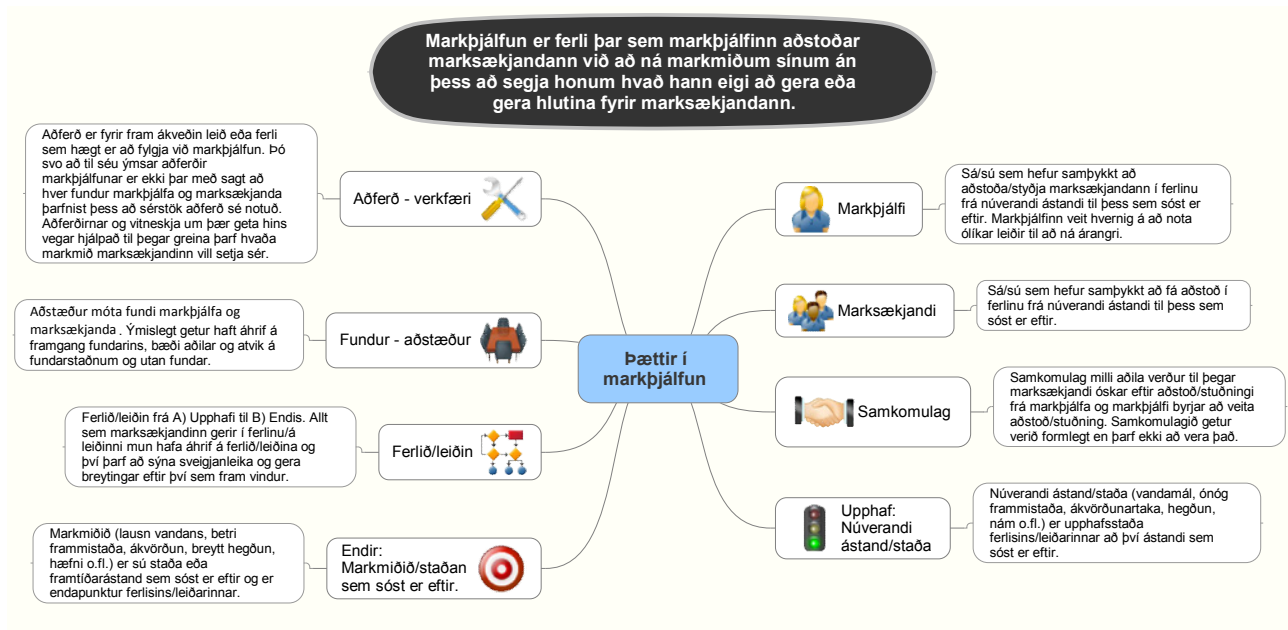 Markþjálfun er ferli þar sem markþjálfinn aðstoðar
marksækjandann við að ná markmiðum sínum án
þess að segja honum hvað hann eigi að gera eða
gera hlutina fyrir marksækjandann.
Aðferð er fyrir fram ákveðin leið eða ferli
sem hægt er að fylgja við markþjálfun. Þó
svo að til séu ýmsar aðferðir
markþjálfunar er ekki þar með sagt að
hver fundur markþjálfa og marksækjanda
þarfnist þess að sérstök aðferð sé notuð.
Aðferðirnar og vitneskja um þær geta hins
vegar hjálpað til þegar greina þarf hvaða
markmið marksækjandinn vill setja sér.
Aðferð - verkfæri
Aðstæður móta fundi markþjálfa og
marksækjanda . Ýmislegt getur haft áhrif á
framgang fundarins, bæði aðilar og atvik á
fundarstaðnum og utan fundar.
Fundur - aðstæður
Ferlið/leiðin frá A) Upphafi til B) Endis. Allt
sem marksækjandinn gerir í ferlinu/á
leiðinni mun hafa áhrif á ferlið/leiðina og
því þarf að sýna sveigjanleika og gera
breytingar eftir því sem fram vindur.
Ferlið/leiðin
Markmiðið (lausn vandans, betri
frammistaða, ákvörðun, breytt hegðun,
hæfni o.fl.) er sú staða eða
framtíðarástand sem sóst er eftir og er
endapunktur ferlisins/leiðarinnar.
Endir:
Markmiðið/staðan
sem sóst er eftir.
Þættir í
markþjálfun
Markþjálfi
Sá/sú sem hefur samþykkt að
aðstoða/styðja marksækjandann í ferlinu
frá núverandi ástandi til þess sem sóst er
eftir. Markþjálfinn veit hvernig á að nota
ólíkar leiðir til að ná árangri.
Marksækjandi
Sá/sú sem hefur samþykkt að fá aðstoð í
ferlinu frá núverandi ástandi til þess sem
sóst er eftir.
Samkomulag
Samkomulag milli aðila verður til þegar
marksækjandi óskar eftir aðstoð/stuðningi
frá markþjálfa og markþjálfi byrjar að veita
aðstoð/stuðning. Samkomulagið getur
verið formlegt en þarf ekki að vera það.
Upphaf:
Núverandi
ástand/staða
Núverandi ástand/staða (vandamál, ónóg
frammistaða, ákvörðunartaka, hegðun,
nám o.fl.) er upphafsstaða
ferlisins/leiðarinnar að því ástandi sem
sóst er eftir.